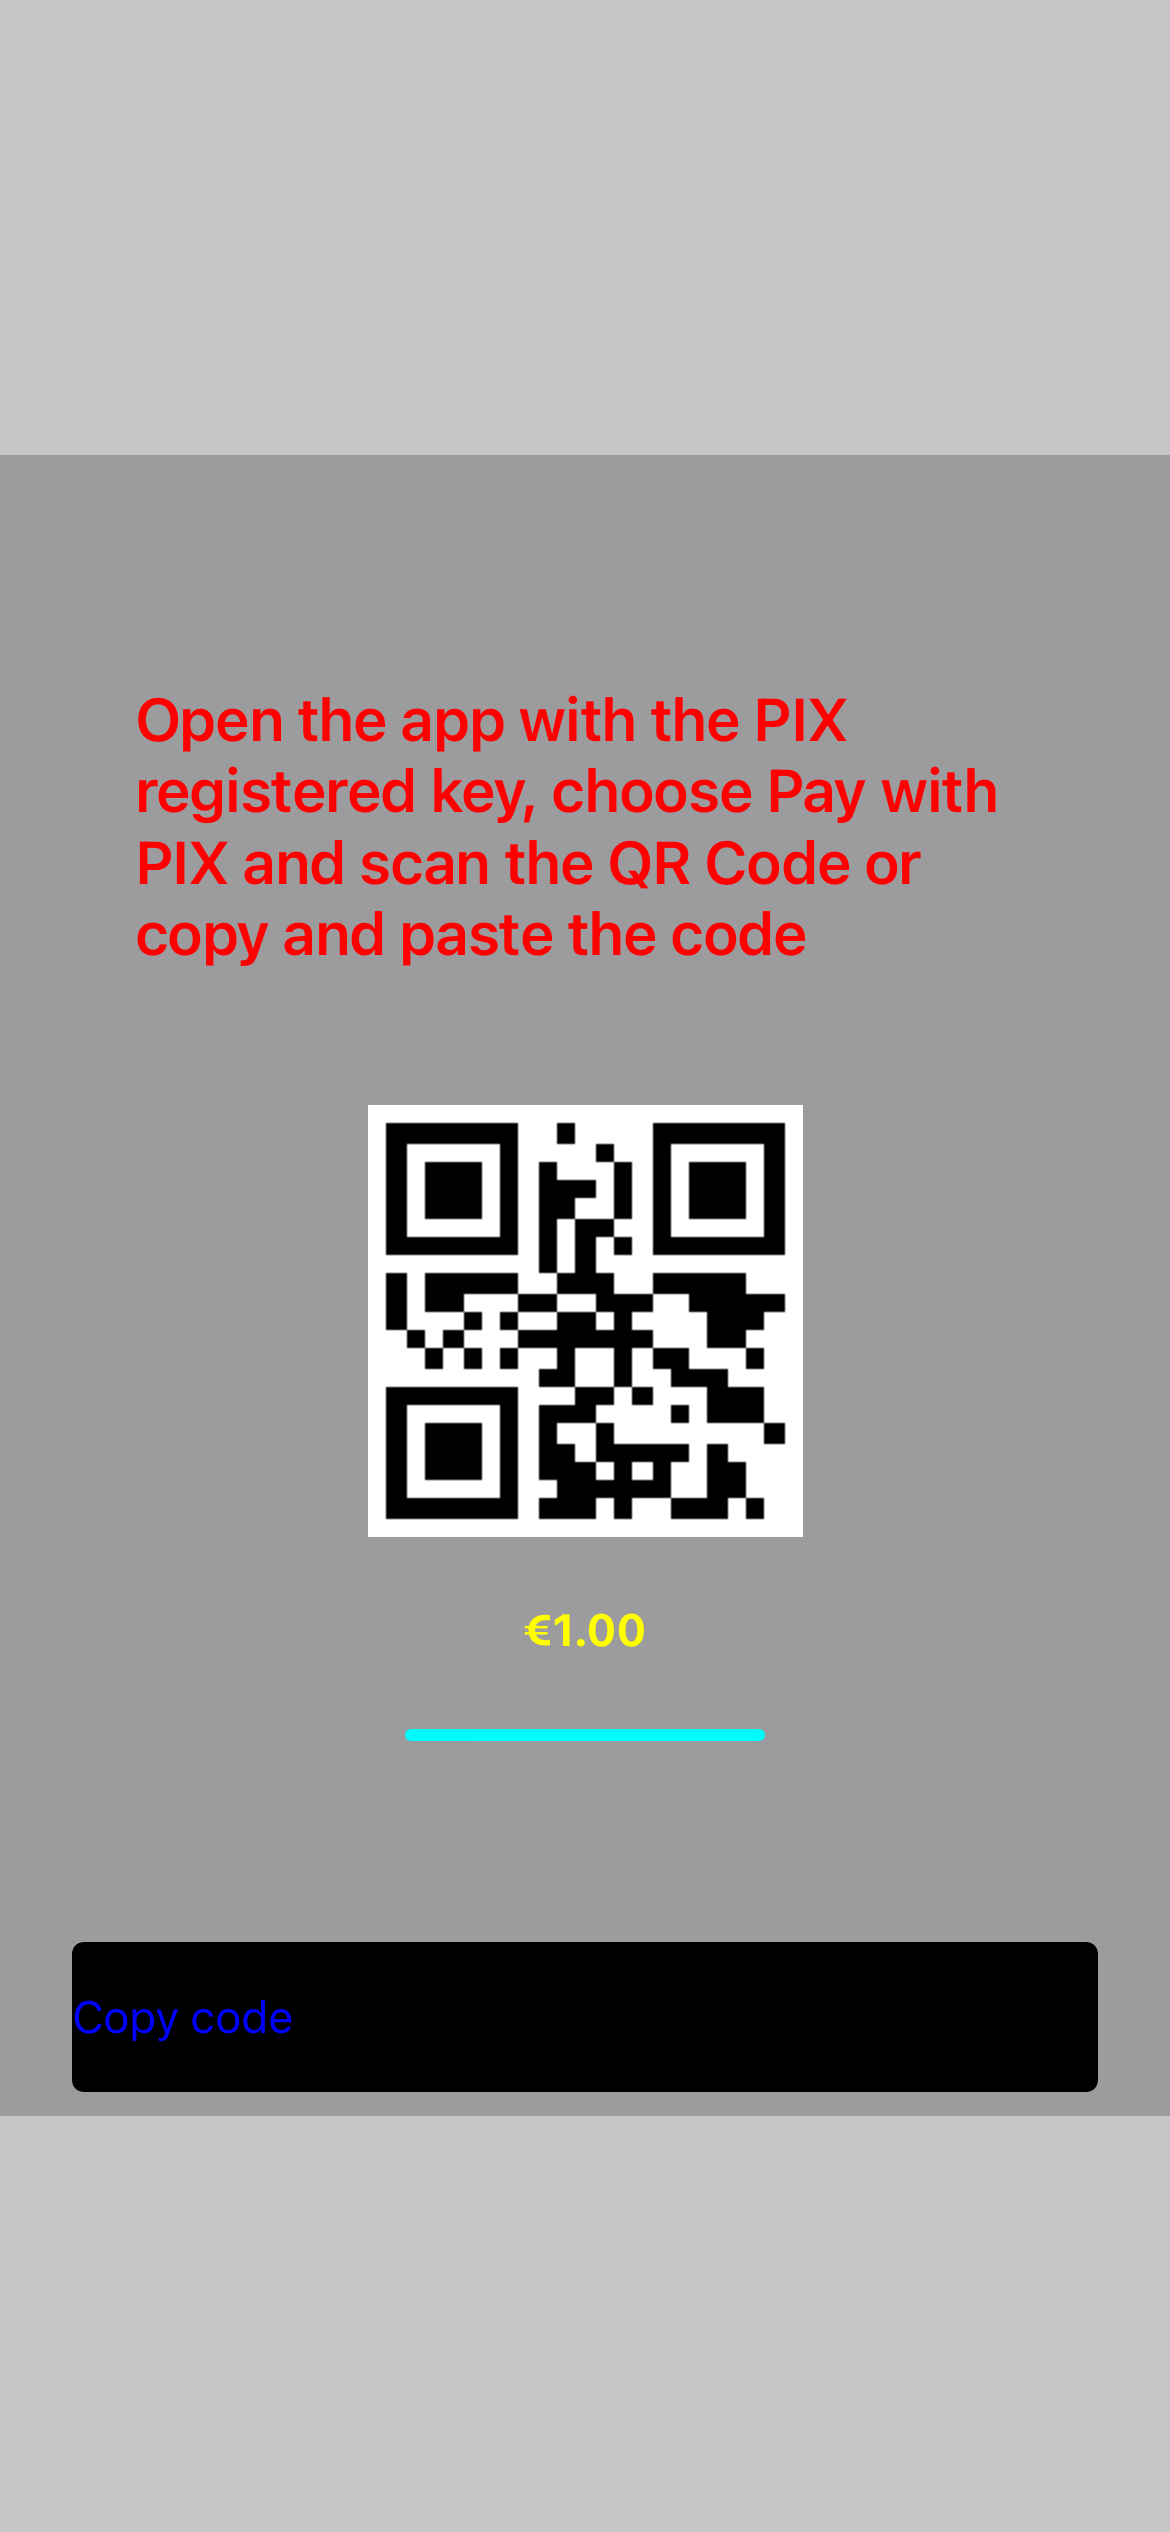 Open the app with the PIX
registered key, choose Pay with
PIX and scan the QR Code or
copy and paste the code
€1.00
Copy code